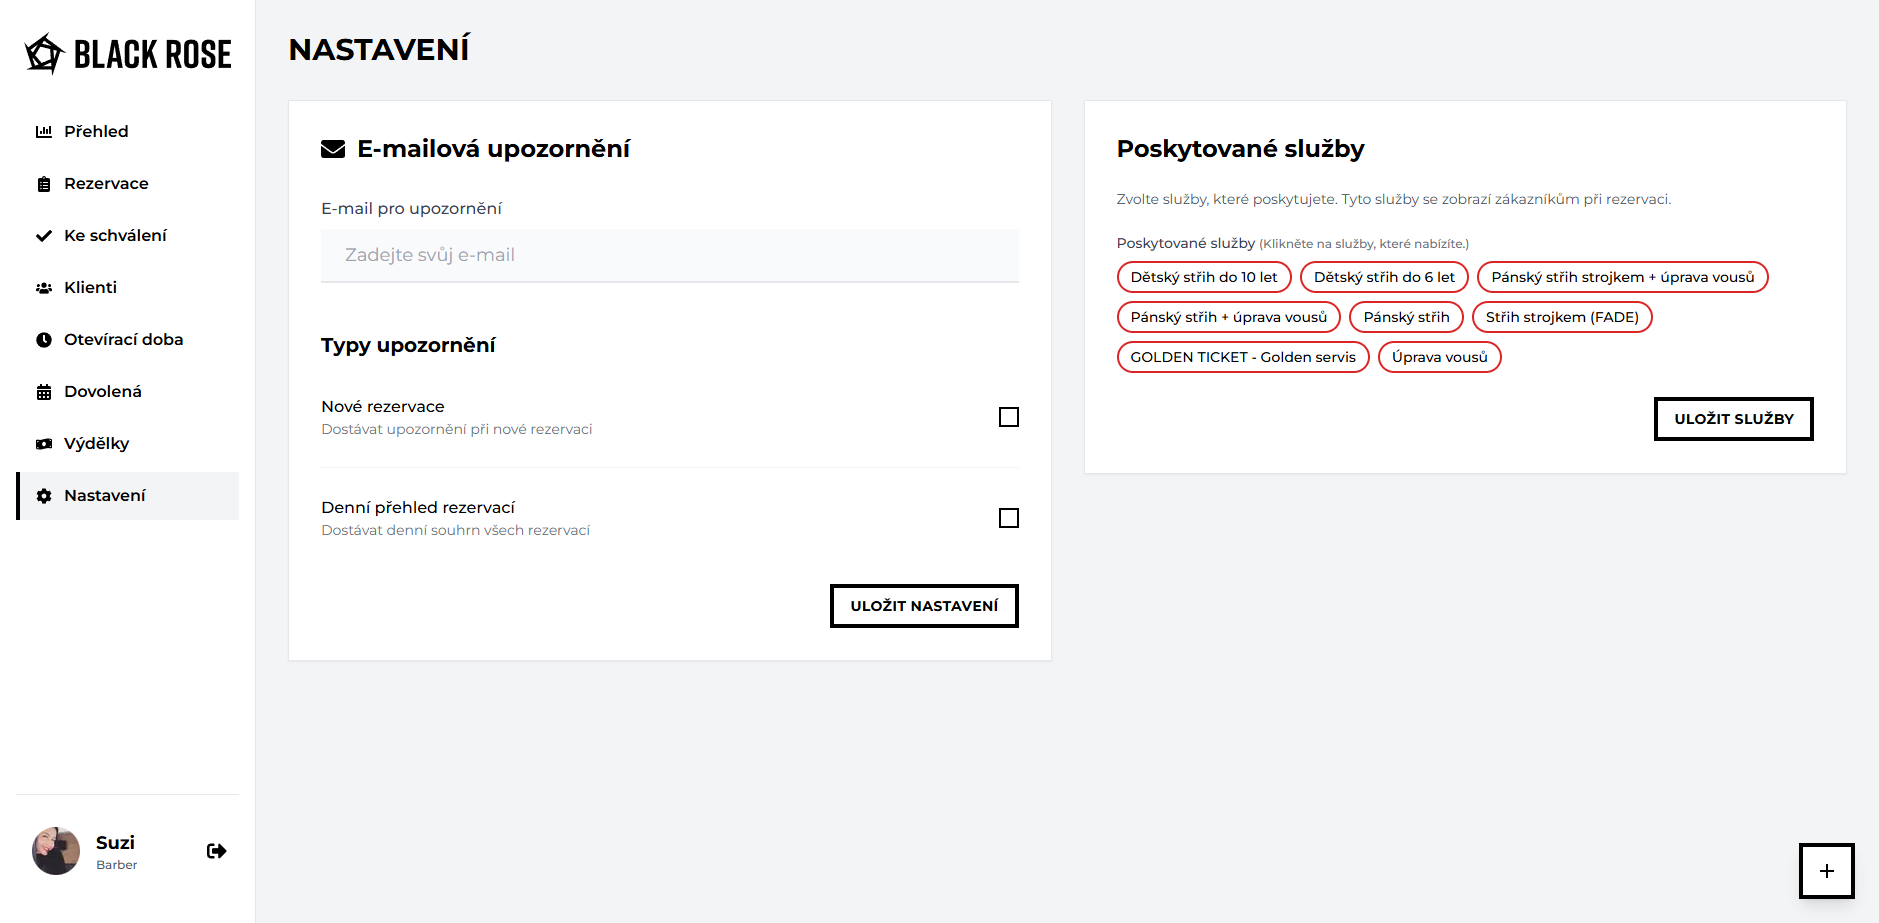 BLACK ROSE
Přehled
Rezervace
Ke schválení
Klienti
Otevírací doba
Dovolená
Výdělky
Nastavení
Suzi
Barber
NASTAVENÍ
E-mailová upozornění
E-mail pro upozornění
Zadejte svůj e-mail
Typy upozornění
Nové rezervace
Dostávat upozornění při nové rezervaci
Denní přehled rezervací
Dostávat denní souhrn všech rezervací
ULOŽIT NASTAVENÍ
Poskytované služby
Zvolte služby, které poskytujete. Tyto služby se zobrazí zákazníkům při rezervaci.
Poskytované služby (Klikněte na služby, které nabízíte.)
Dětský střih do 10 let Dětský střih do 6 let Pánský střih strojkem + úprava vousů
Pánský střih + úprava vousů Pánský střih Střih strojkem (FADE)
GOLDEN TICKET - Golden servis Úprava vousů
ULOŽIT SLUŽBY
+